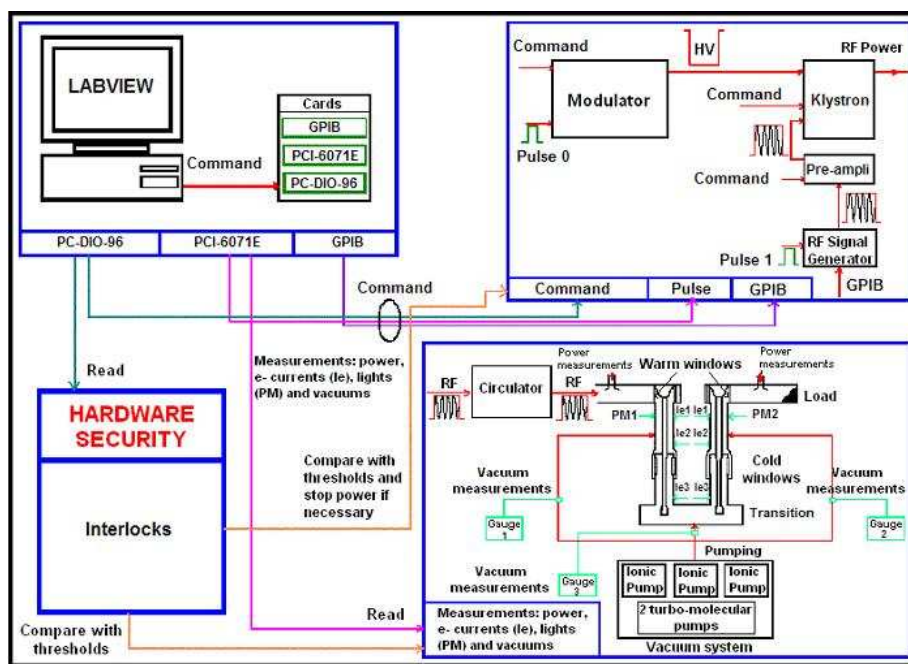 LABVIEW
Command
Cards
GPIB
PCI-6071E
PC-DIO-96
PC-DIO-96
PCI-6071E
GPIB
Command
HV
RF Power
Modulator
Command
Klystron
Pulse 0
Command
Pre-ampli
Pulse 1
RF Signal
Generator
GPIB
Command
Pulse
GPIB
Command
Read
Measurements: power,
e- currents (Ie), lights
(PM) and vacuums
HARDWARE
SECURITY
Interlocks
Compare with
thresholds and
stop power if
necessary
Compare with
thresholds
Read
Power
measurements
Warm windows
Power
measurements
RF
Circulator
RF
Load
PM1
Ie1
Ie1
PM2
Ie2
Ie2
Vacuum
measurements
Cold
windows
Vacuum
measurements
Ie3
Ie3
Gauge
1
Transition
Gauge
2
Pumping
Vacuum
measurements
Gauge
3
Ionic
Pump
Ionic
Pump
Ionic
Pump
2 turbo-molecular
pumps
Vacuum system
Measurements: power,
e- currents (Ie), lights
(PM) and vacuums